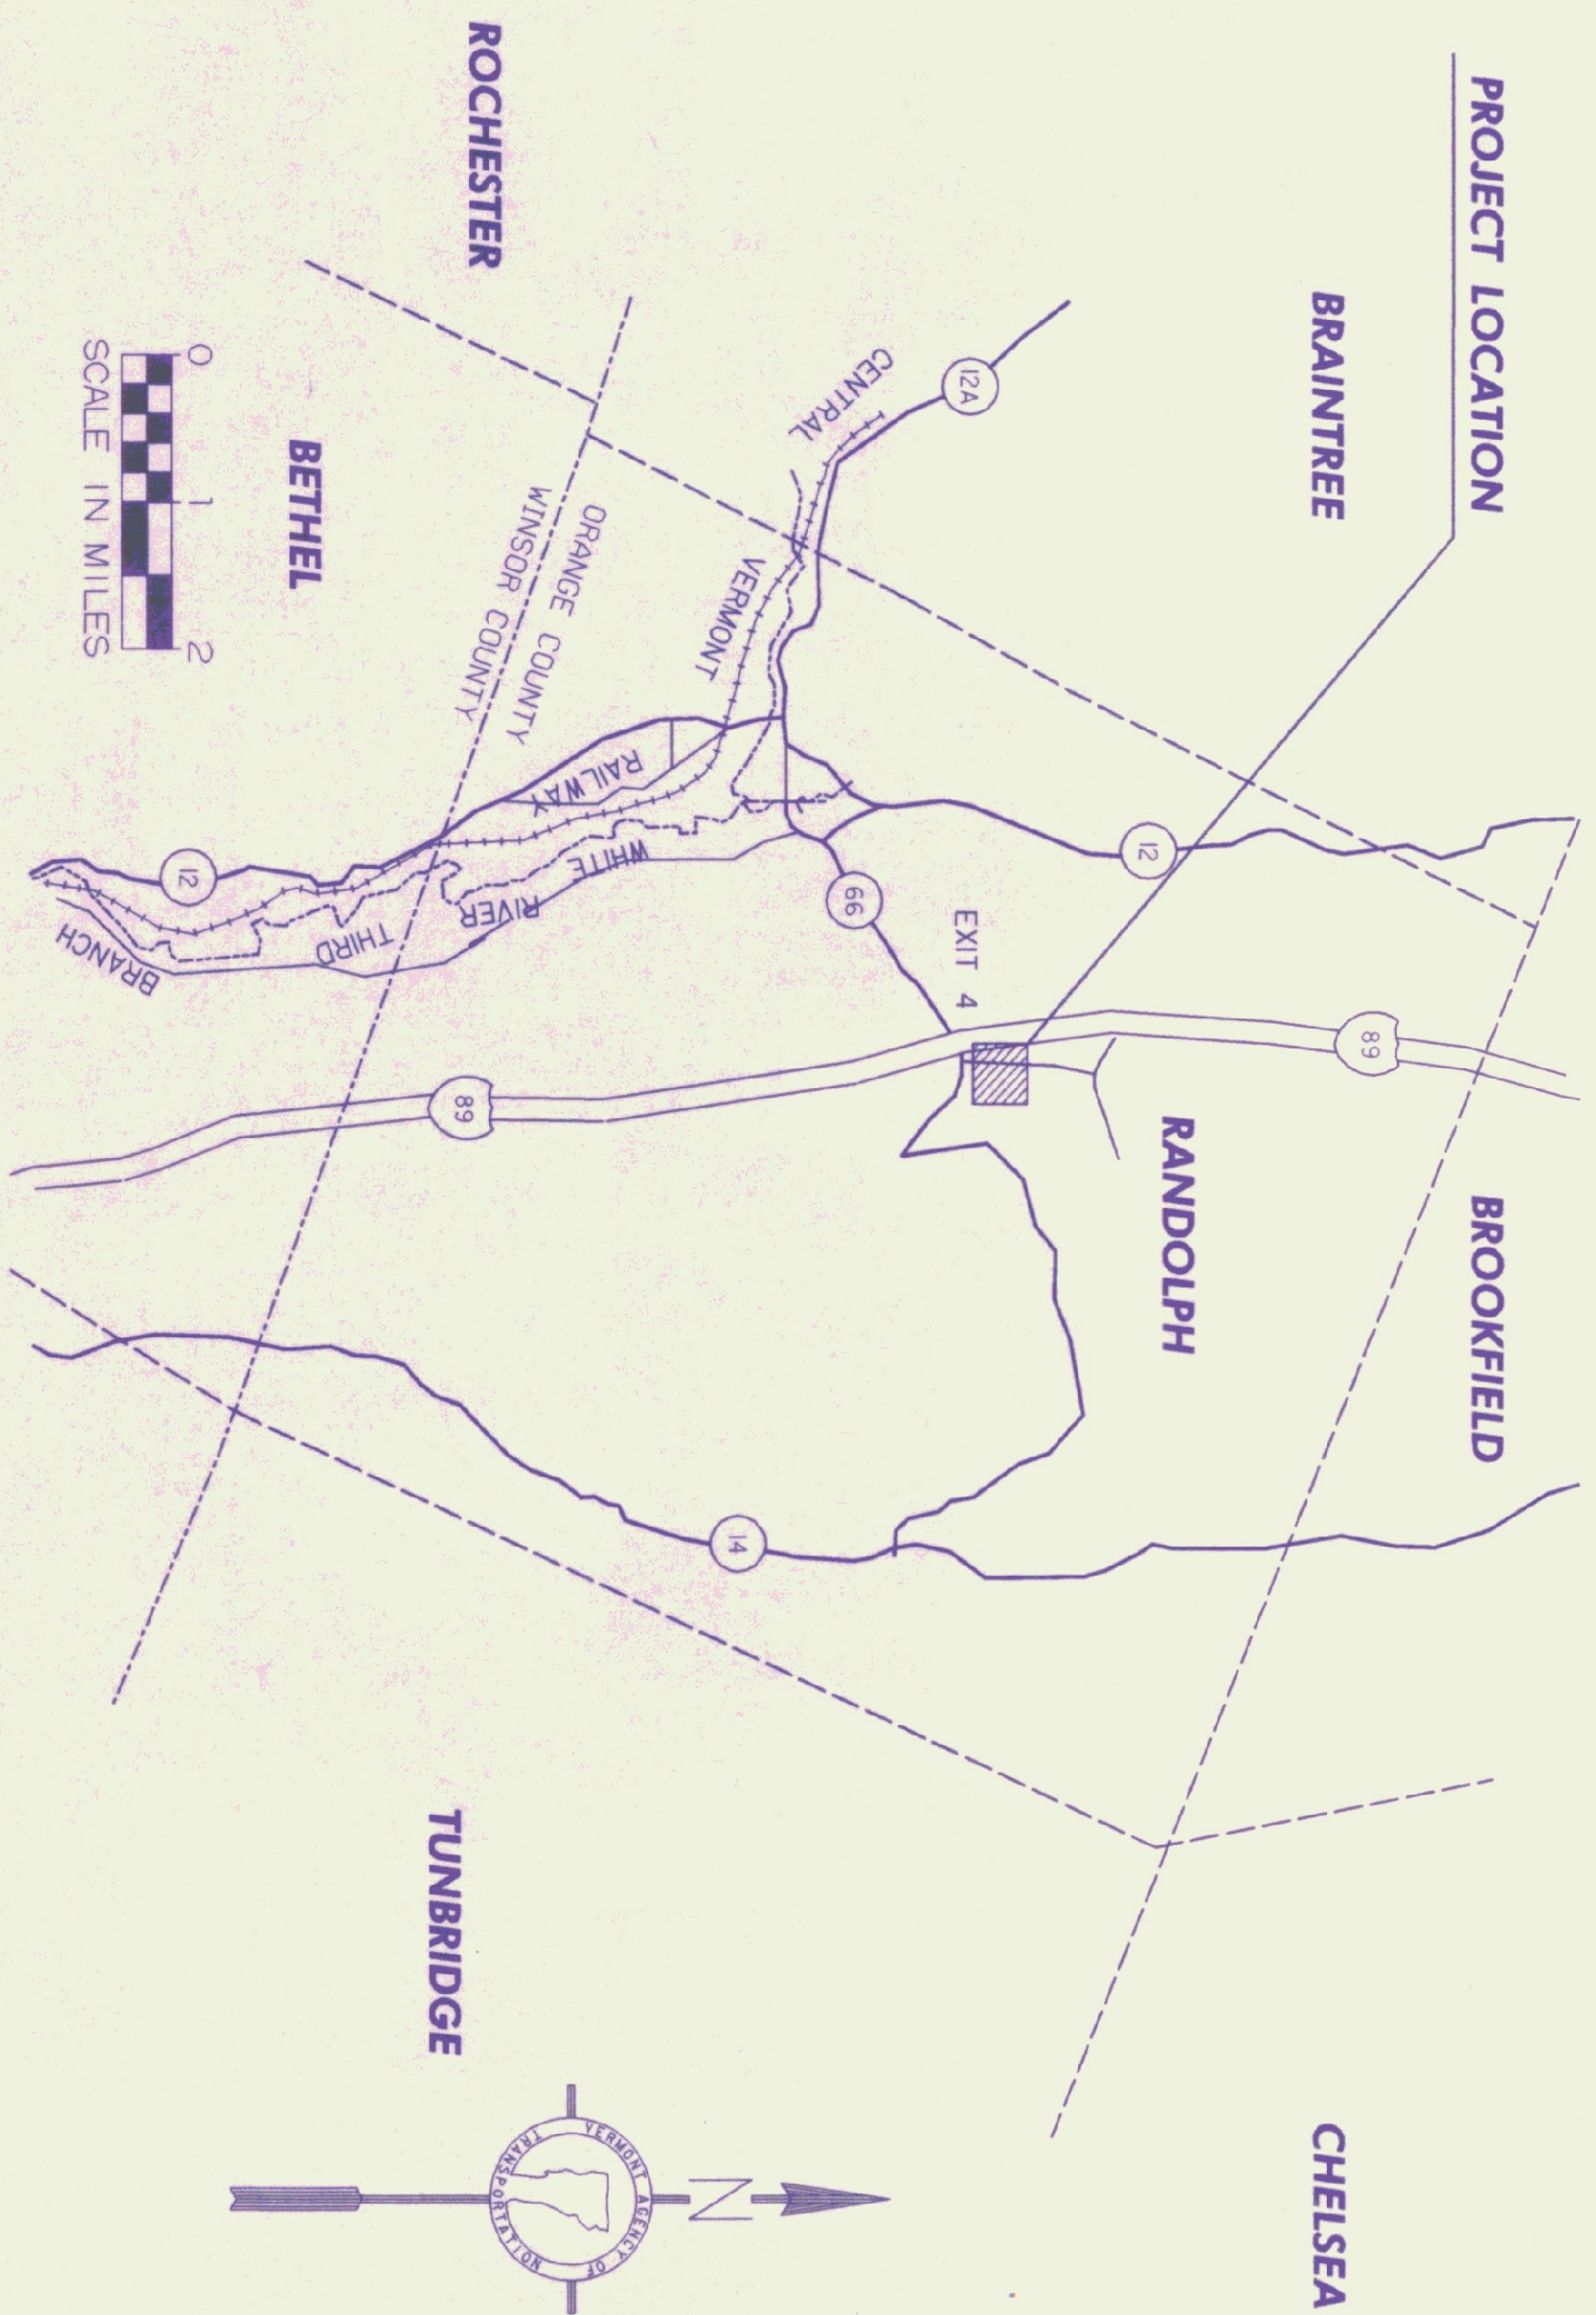 PROJECT LOCATION
BROOKFIELD
CHELSEA
BRAINTREE
RANDOLPH
12
89
EXIT 4
12A
66
CENTRAL
VERMONT
RAILWAY
14
ORANGE COUNTY
WINSOR COUNTY
WHITE
RIVER
THIRD
BRANCH
ROCHESTER
89
TUNBRIDGE
BETHEL
12
0 1 2
SCALE IN MILES
N
VERMONT AGENCY OF
TRANSPORTATION